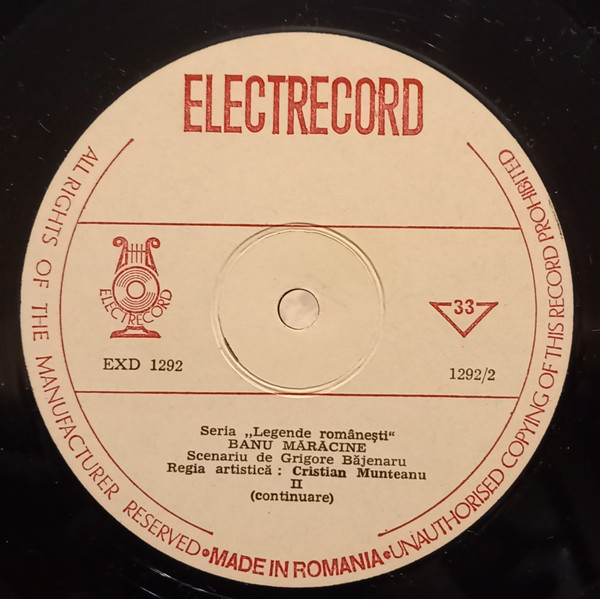 ELECTRECORD
ELECTRECORD
33
EXD 1292
1292/2
Seria „Legende românești“
BANU MĂRĂCINE
Scenariu de Grigore Băjenaru
Regia artistică : Cristian Munteanu
II
(continuare)
ALL RIGHTS OF THE MANUFACTURER RESERVED • MADE IN ROMANIA • UNAUTHORISED COPYING OF THIS RECORD PROHIBITED